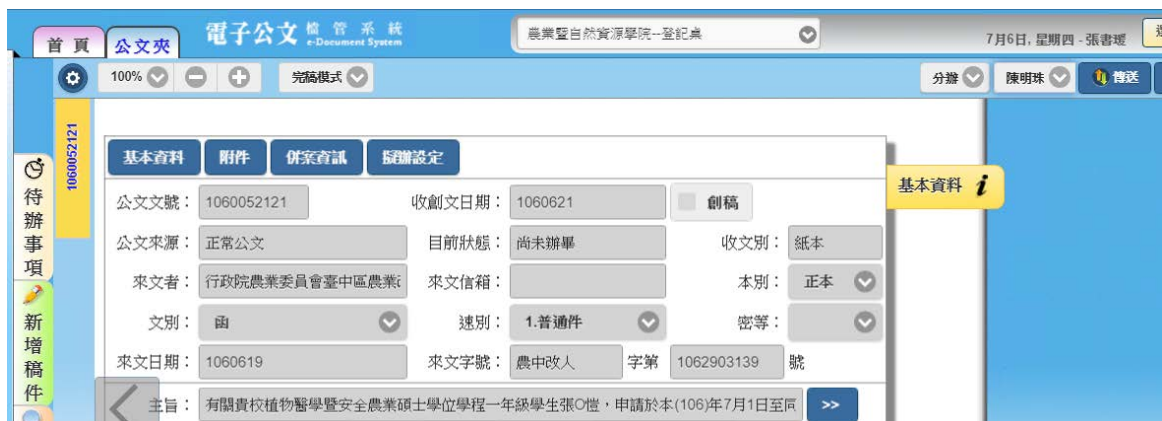 首頁 公文夾 電子公文檔管系統 e-Document System 農業暨自然資源學院--登記桌 7月6日, 星期四 - 張書瑗
100% 完稿模式 分辦 陳明珠 傳送
1060052121
待辦事項
新增稿件
基本資料 附件 併案資訊 擬辦設定
基本資料
公文文號： 1060052121 收創文日期： 1060621 創稿
公文來源： 正常公文 目前狀態： 尚未辦畢 收文別： 紙本
來文者： 行政院農業委員會臺中區農業 來文信箱： 本別： 正本
文別： 函 速別： 1.普通件 密等：
來文日期： 1060619 來文字號： 農中改人 字第 1062903139 號
主旨： 有關貴校植物醫學暨安全農業碩士學位學程一年級學生張O愷，申請於本(106)年7月1日至同 >>